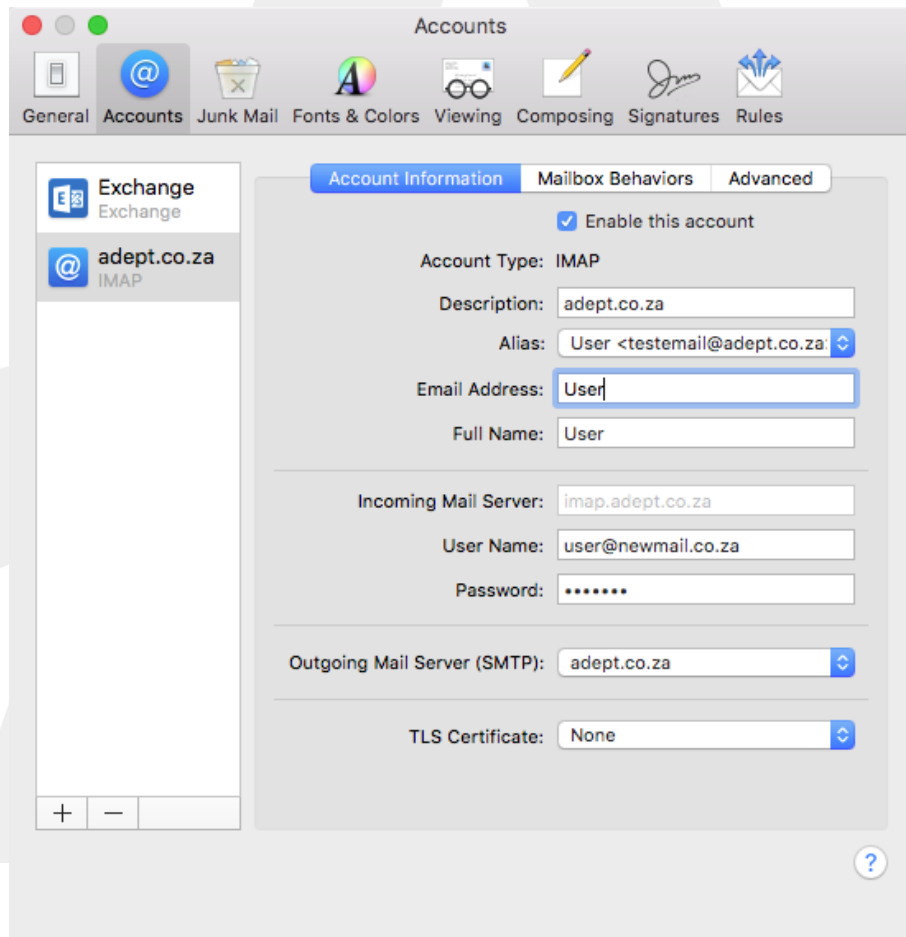 Accounts
General Accounts Junk Mail Fonts & Colors Viewing Composing Signatures Rules
Exchange
Exchange
adept.co.za
IMAP
Account Information Mailbox Behaviors Advanced
Enable this account
Account Type: IMAP
Description: adept.co.za
Alias: User <testemail@adept.co.za
Email Address: User
Full Name: User
Incoming Mail Server: imap.adept.co.za
User Name: user@newmail.co.za
Password: •••••••
Outgoing Mail Server (SMTP): adept.co.za
TLS Certificate: None
+ −
?